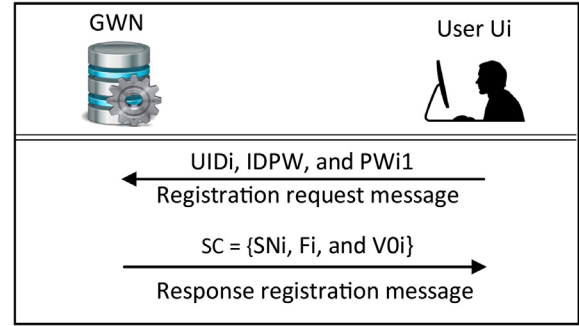 GWN
User Ui
UIDi, IDPW, and PWi1
Registration request message
SC = {SNi, Fi, and V0i}
Response registration message